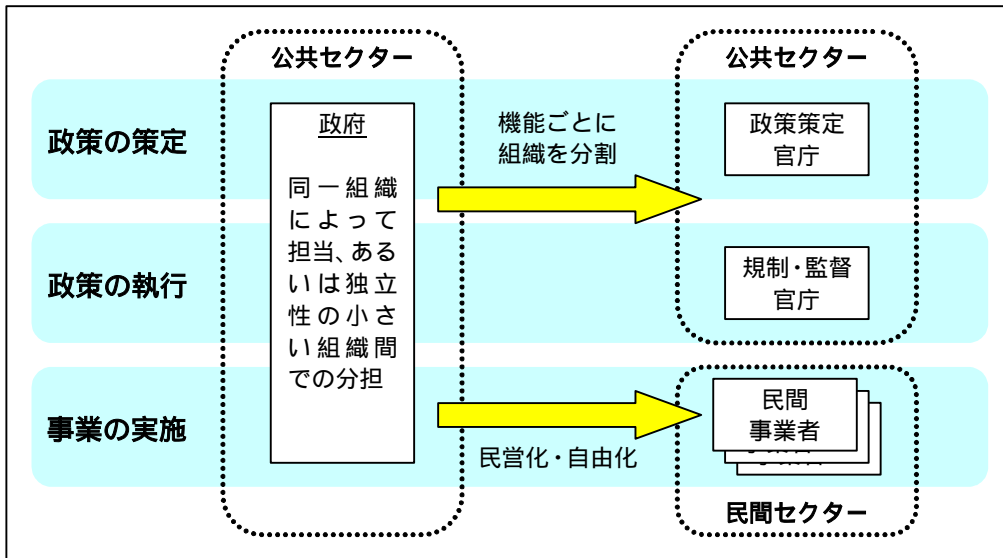 公共セクター
公共セクター
政策の策定
政府
同一組織
によって
担当、ある
いは独立
性の小さ
い組織間
での分担
機能ごとに
組織を分割
政策策定
官庁
政策の執行
規制・監督
官庁
事業の実施
民営化・自由化
民間
事業者
民間セクター